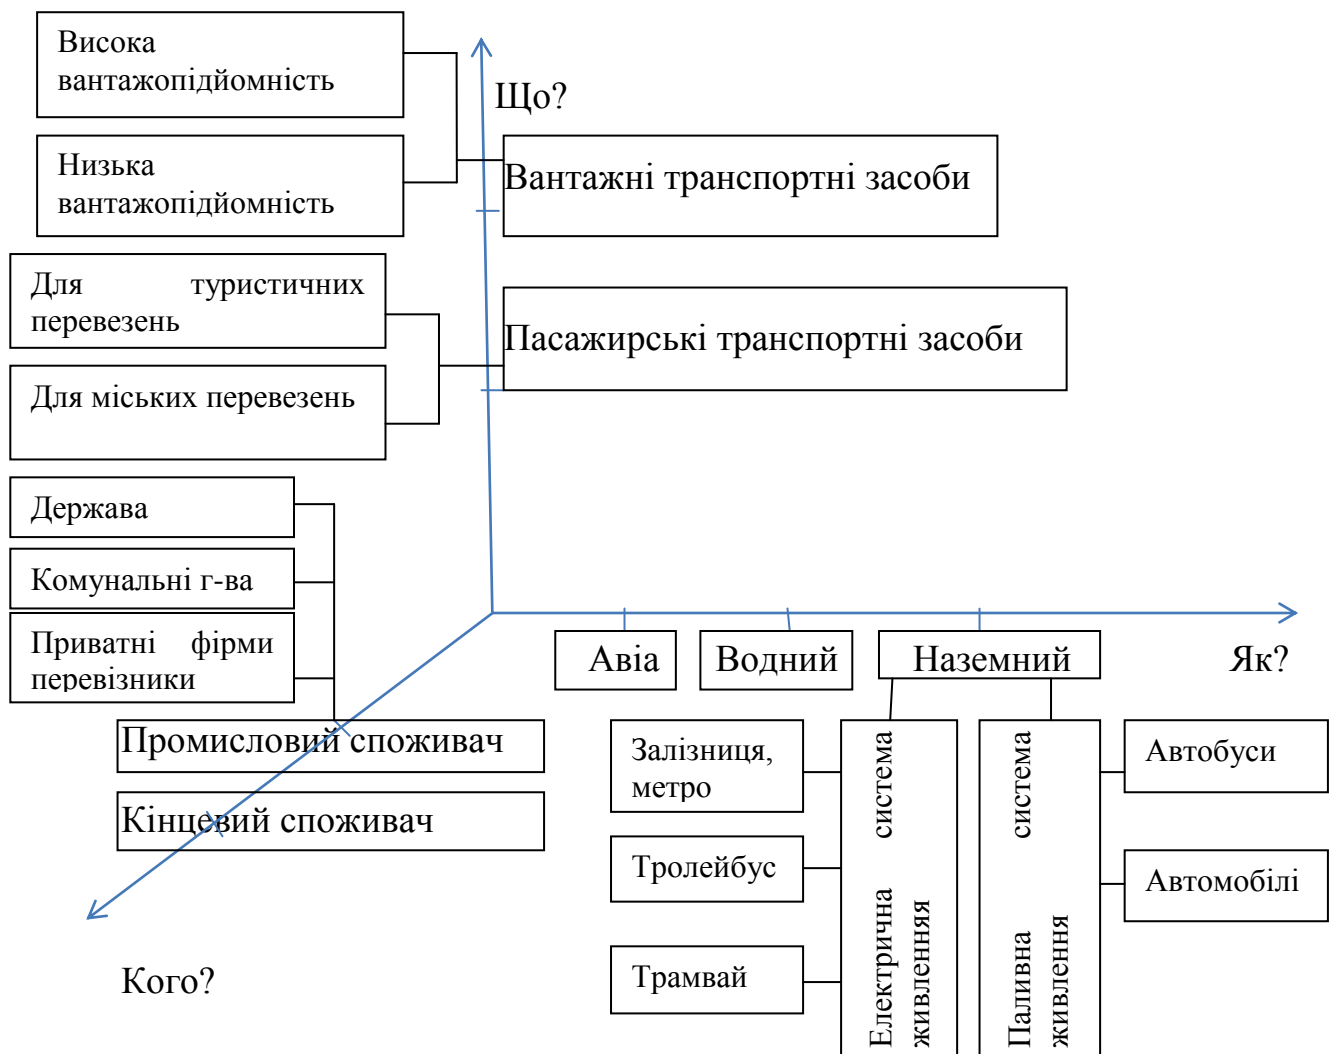 Висока
вантажопідйомність
Що?
Низька
вантажопідйомність
Вантажні транспортні засоби
Для туристичних
перевезень
Пасажирські транспортні засоби
Для міських перевезень
Держава
Комунальні г-ва
Приватні фірми
перевізники
Авіа
Водний
Наземний
Як?
Промисловий споживач
Кінцевий споживач
Кого?
Залізниця,
метро
Тролейбус
Трамвай
Електрична система
живленняя
Паливна система
живлення
Автобуси
Автомобілі